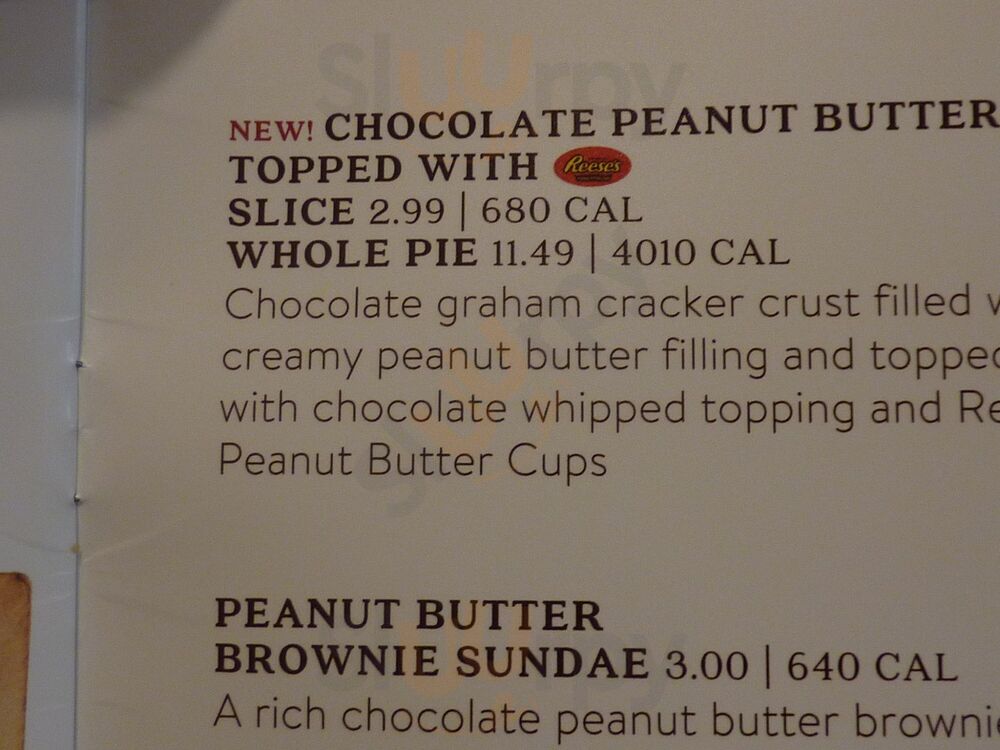 sluurpy
NEW! CHOCOLATE PEANUT BUTTER
TOPPED WITH Reese's
SLICE 2.99 | 680 CAL
WHOLE PIE 11.49 | 4010 CAL
Chocolate graham cracker crust filled
creamy peanut butter filling and topped
with chocolate whipped topping and
Peanut Butter Cups
PEANUT BUTTER
BROWNIE SUNDAE 3.00 | 640 CAL
A rich chocolate peanut butter